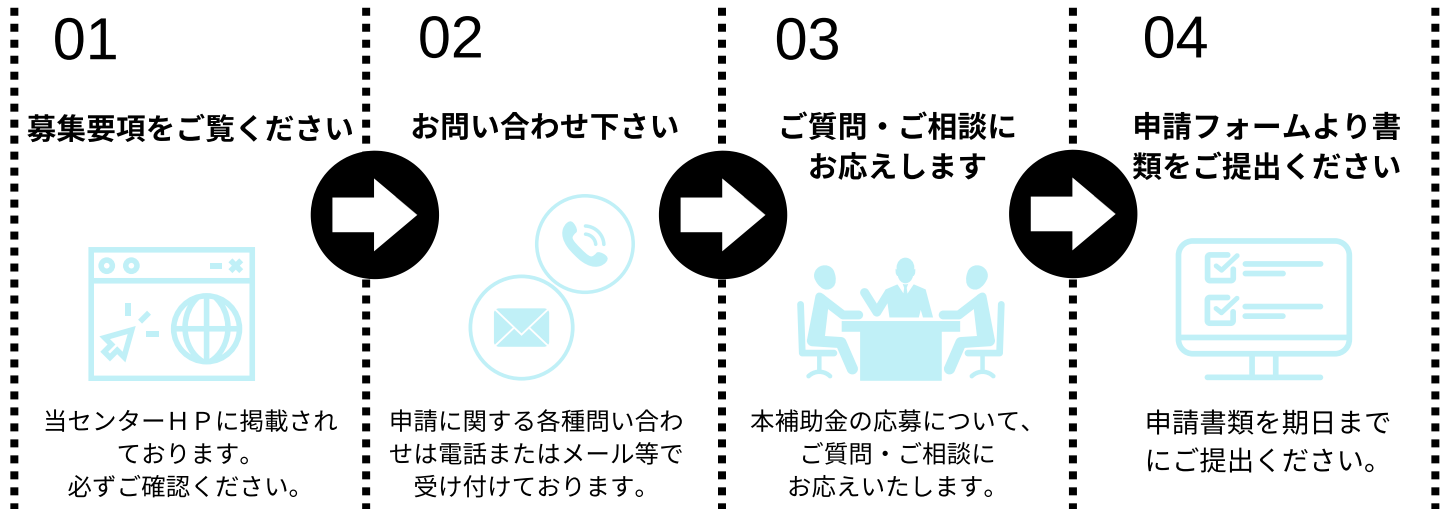 01
募集要項をご覧ください
当センターＨＰに掲載され
ております。
必ずご確認ください。
02
お問い合わせ下さい
申請に関する各種問い合わ
せは電話またはメール等で
受け付けております。
03
ご質問・ご相談に
お応えします
本補助金の応募について、
ご質問・ご相談に
お応えいたします。
04
申請フォームより書
類をご提出ください
申請書類を期日まで
にご提出ください。